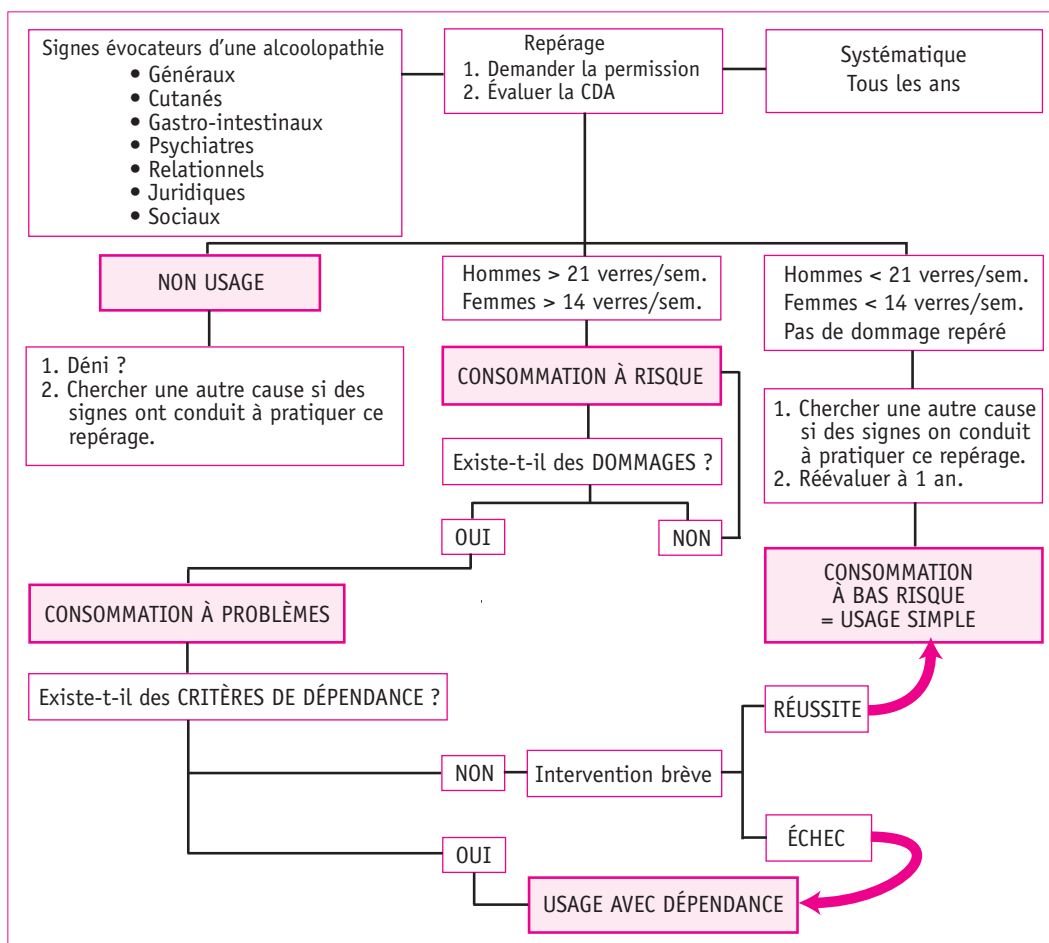 Signes évocateurs d'une alcoolopathie
• Généraux
• Cutanés
• Gastro-intestinaux
• Psychiatres
• Relationnels
• Juridiques
• Sociaux
Repérage
1. Demander la permission
2. Évaluer la CDA
Systématique
Tous les ans
NON USAGE
1. Déni ?
2. Chercher une autre cause si des
signes ont conduit à pratiquer ce
repérage.
Hommes > 21 verres/sem.
Femmes > 14 verres/sem.
CONSOMMATION À RISQUE
Existe-t-il des DOMMAGES ?
OUI
NON
Hommes < 21 verres/sem.
Femmes < 14 verres/sem.
Pas de dommage repéré
1. Chercher une autre cause
si des signes on conduit
à pratiquer ce repérage.
2. Réévaluer à 1 an.
CONSOMMATION
À BAS RISQUE
= USAGE SIMPLE
CONSOMMATION À PROBLÈMES
Existe-t-il des CRITÈRES DE DÉPENDANCE ?
NON
Intervention brève
RÉUSSITE
ÉCHEC
OUI
USAGE AVEC DÉPENDANCE